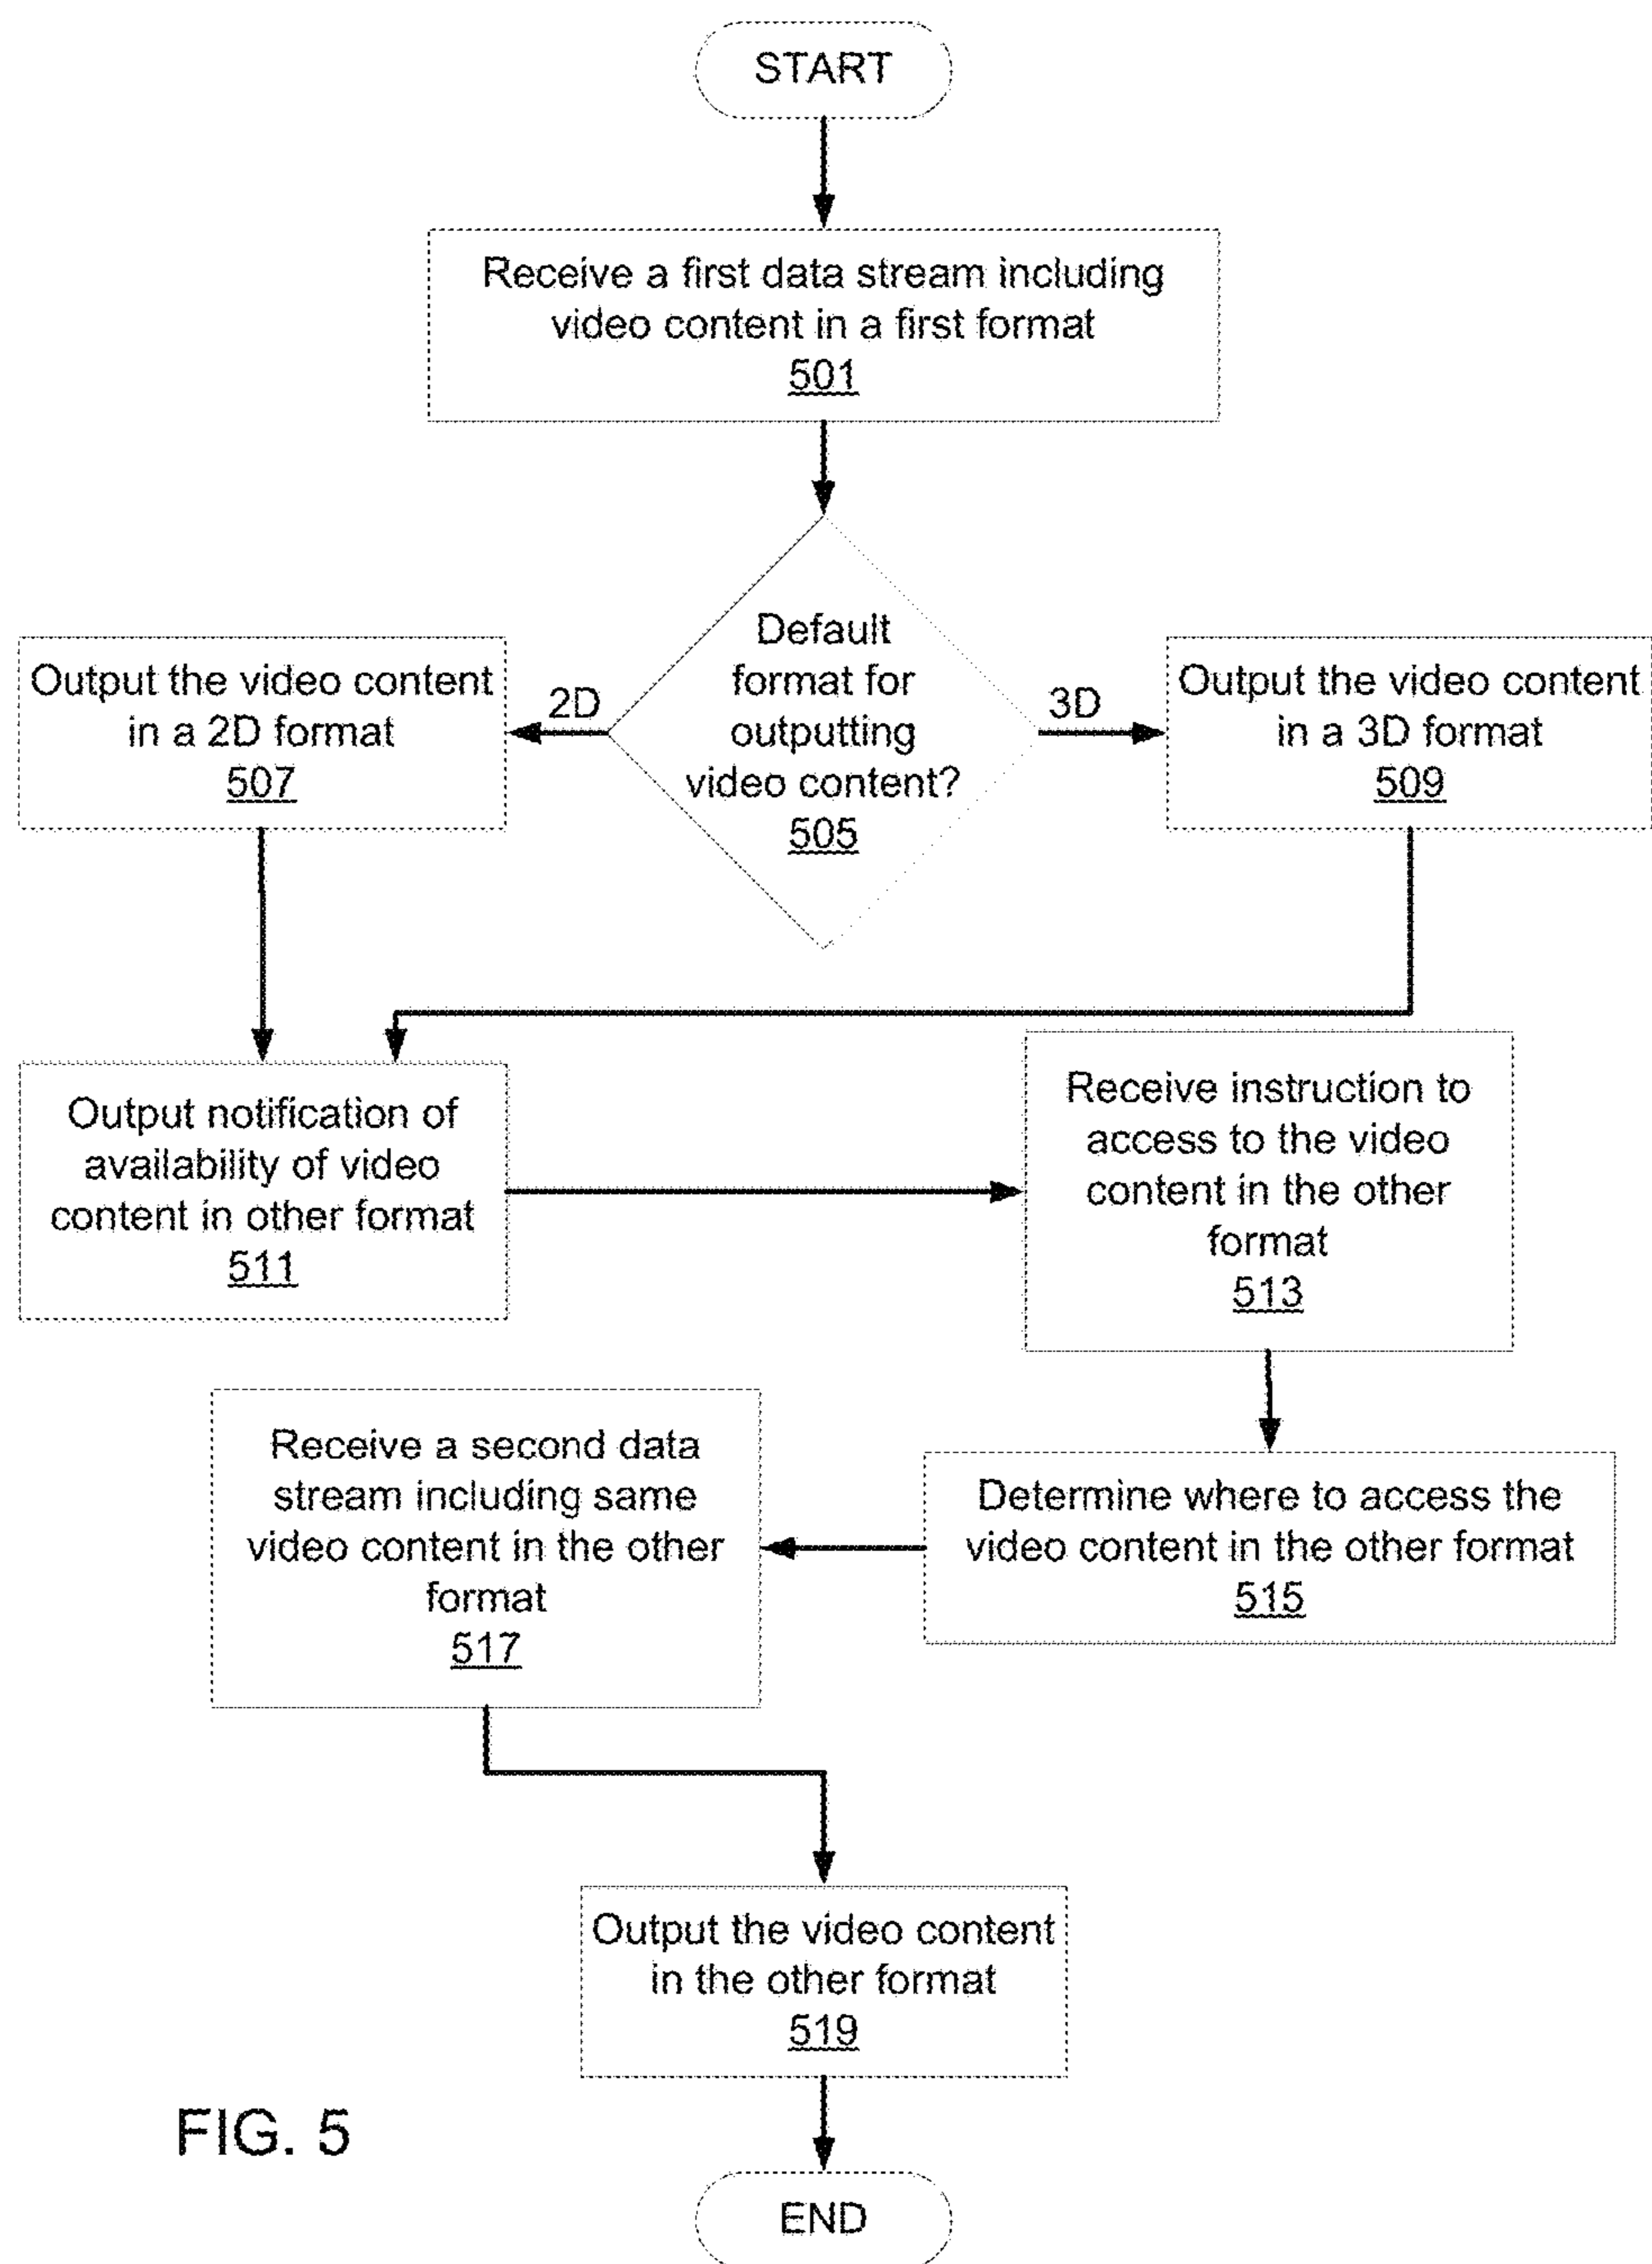 START
Receive a first data stream including
video content in a first format
501
Default
format for
outputting
video content?
505
2D
3D
Output the video content
in a 2D format
507
Output the video content
in a 3D format
509
Output notification of
availability of video
content in other format
511
Receive instruction to
access to the video
content in the other
format
513
Determine where to access the
video content in the other format
515
Receive a second data
stream including same
video content in the other
format
517
Output the video content
in the other format
519
END
FIG. 5